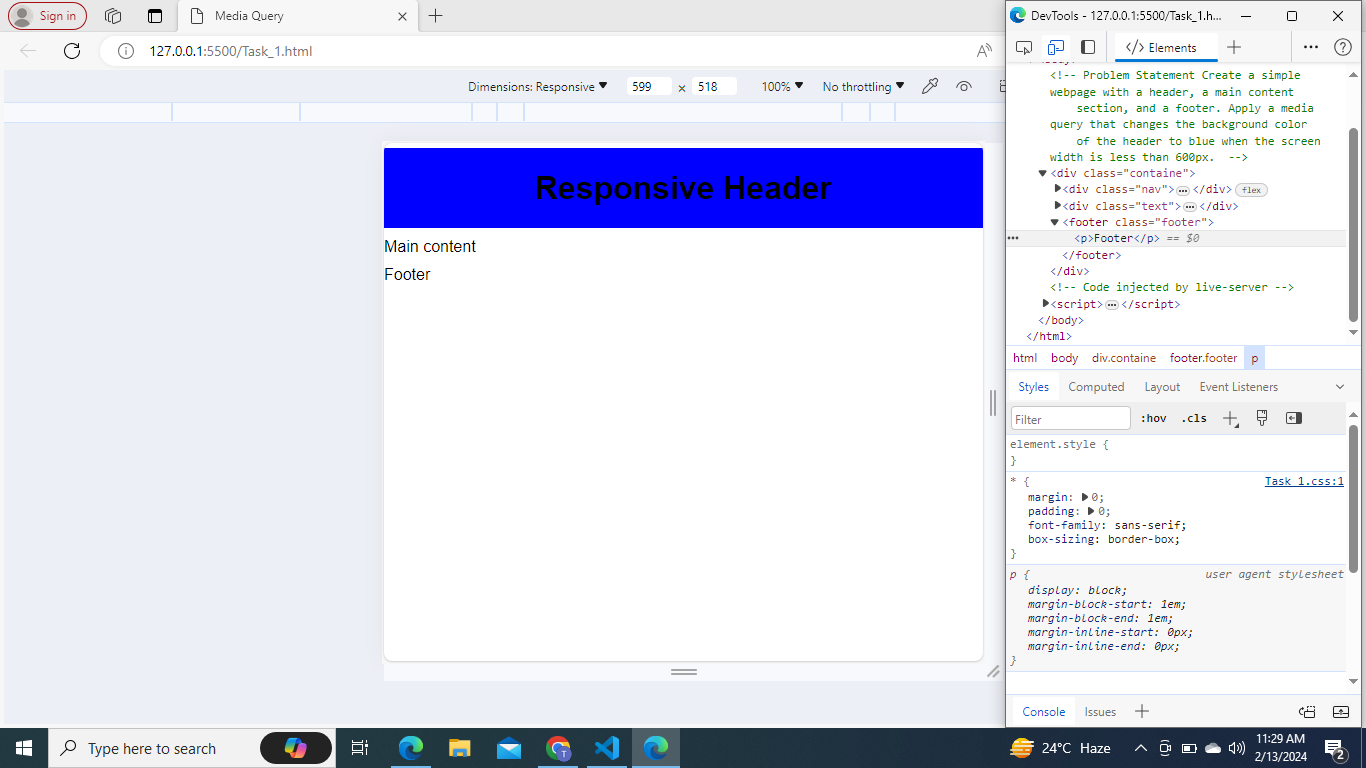 Sign in
Media Query
127.0.0.1:5500/Task_1.html
Dimensions: Responsive
599 × 518
100%
No throttling
Responsive Header
Main content
Footer
DevTools - 127.0.0.1:5500/Task_1.h...
</> Elements
<!-- Problem Statement Create a simple
webpage with a header, a main content
section, and a footer. Apply a media
query that changes the background color
of the header to blue when the screen
width is less than 600px. -->
<div class="containe">
<div class="nav"> ⋯ </div> flex
<div class="text"> ⋯ </div>
<footer class="footer">
<p>Footer</p> == $0
</footer>
</div>
<!-- Code injected by live-server -->
<script> ⋯ </script>
</body>
</html>
html body div.containe footer.footer p
Styles Computed Layout Event Listeners
Filter :hov .cls
element.style {
}
* { Task_1.css:1
margin: 0;
padding: 0;
font-family: sans-serif;
box-sizing: border-box;
}
p { user agent stylesheet
display: block;
margin-block-start: 1em;
margin-block-end: 1em;
margin-inline-start: 0px;
margin-inline-end: 0px;
}
Console Issues
Type here to search
24°C Haze
11:29 AM
2/13/2024
2